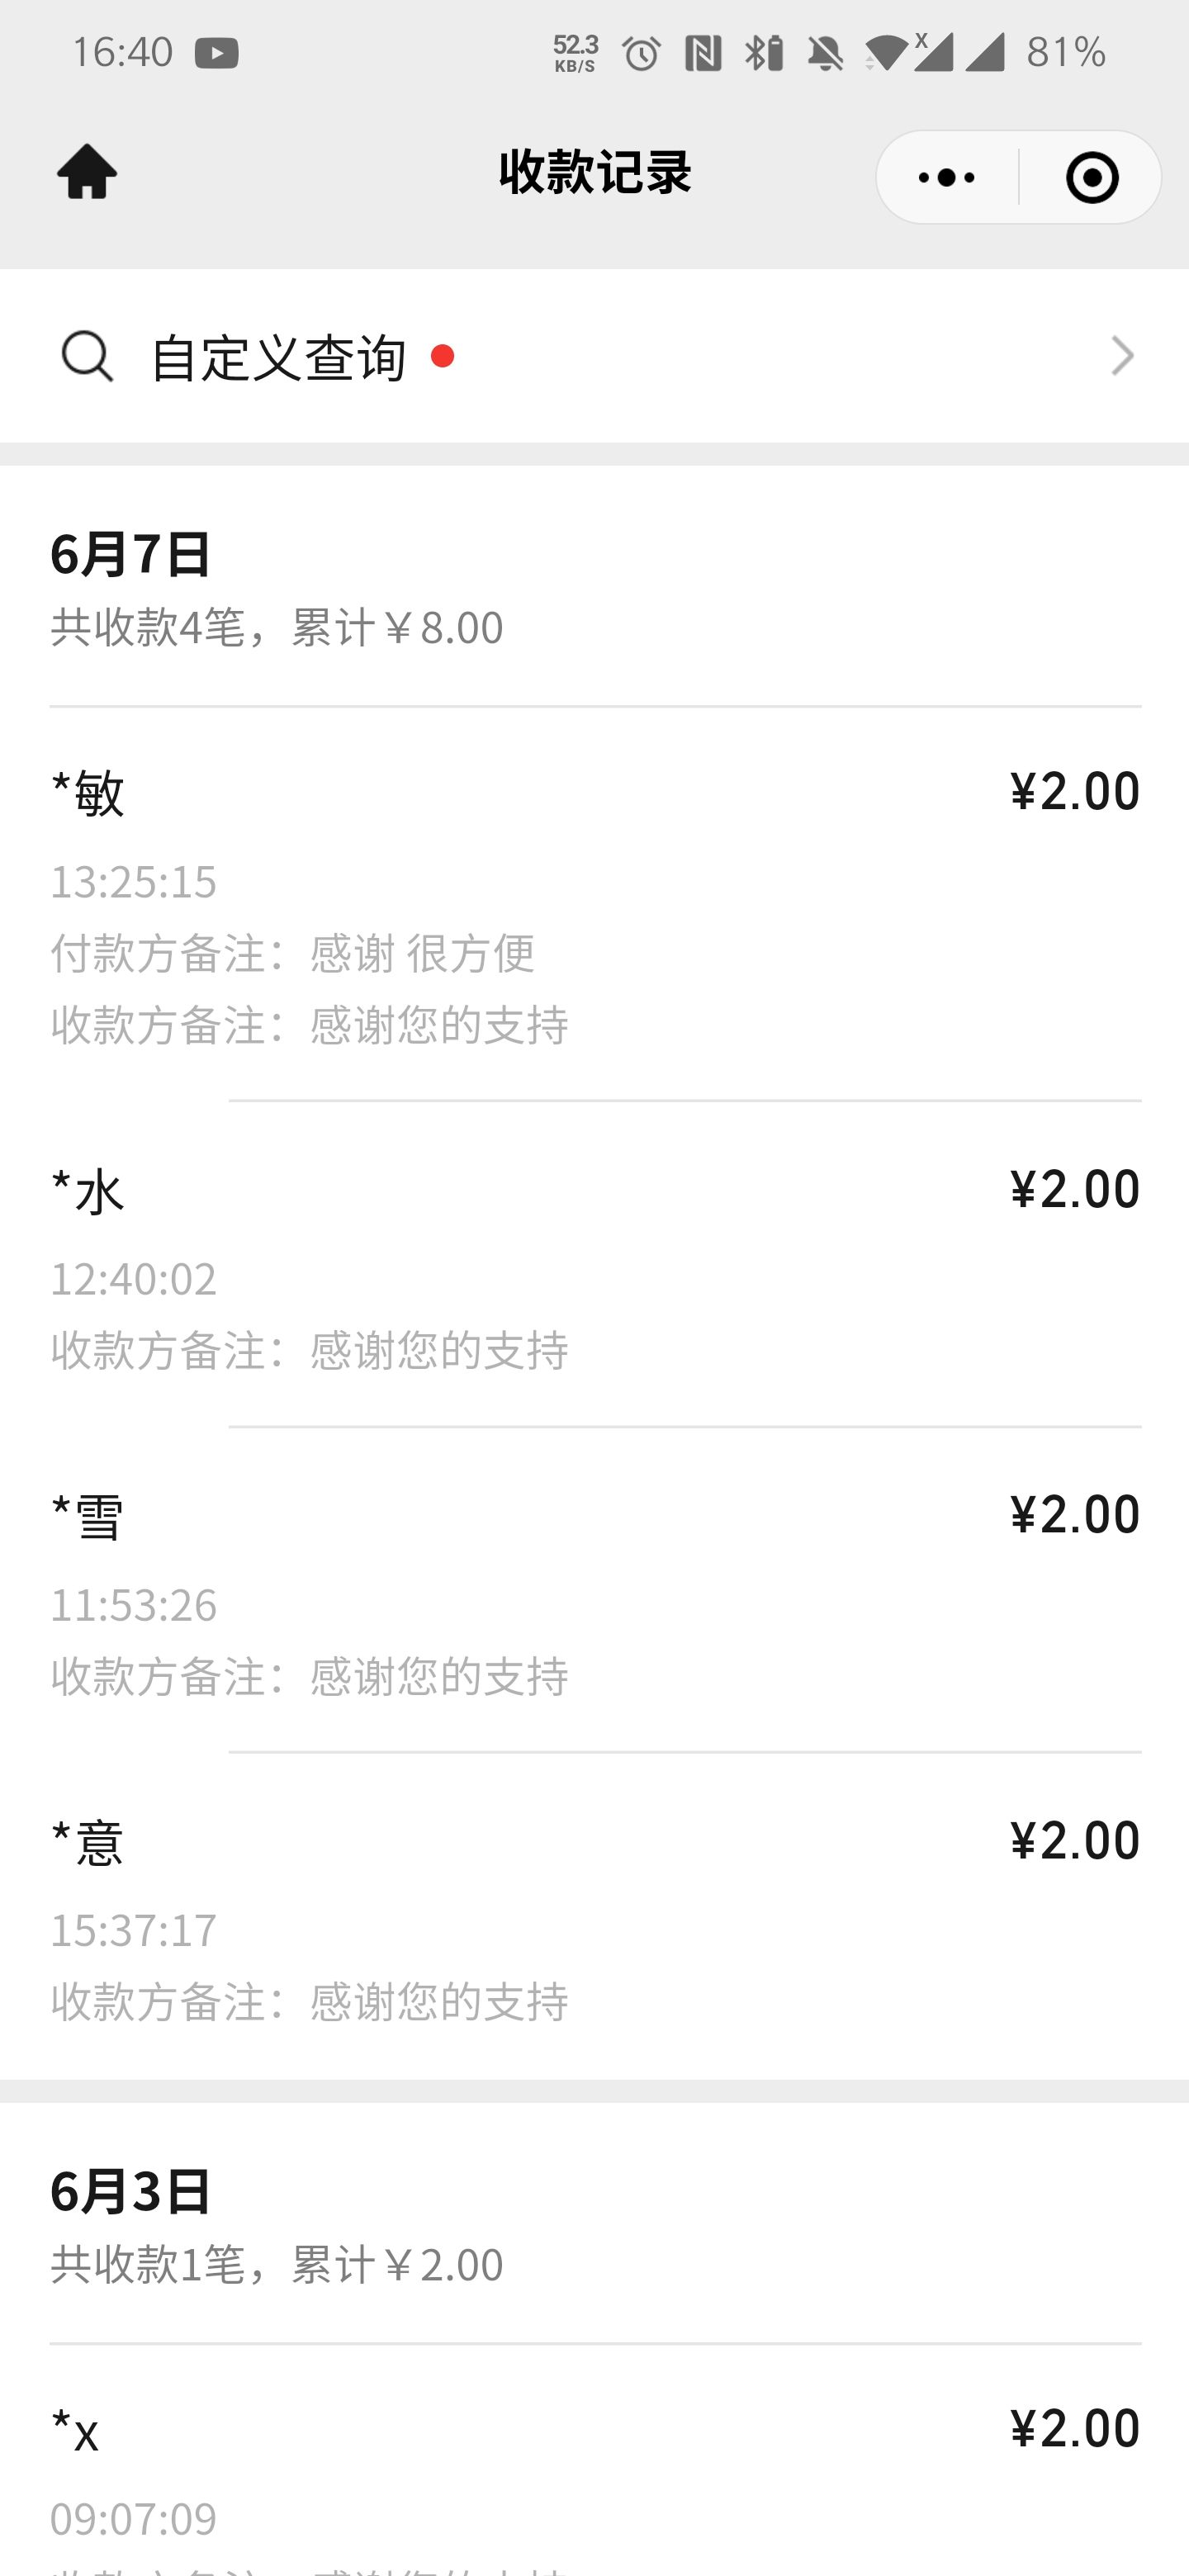 16:40
52.3
KB/S
X
81%
收款记录
自定义查询
6月7日
共收款4笔，累计￥8.00
*敏
¥2.00
13:25:15
付款方备注：感谢 很方便
收款方备注：感谢您的支持
*水
¥2.00
12:40:02
收款方备注：感谢您的支持
*雪
¥2.00
11:53:26
收款方备注：感谢您的支持
*意
¥2.00
15:37:17
收款方备注：感谢您的支持
6月3日
共收款1笔，累计￥2.00
*x
¥2.00
09:07:09